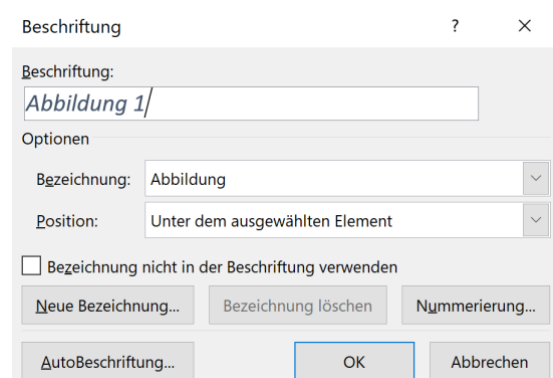 Beschriftung ? ×
Beschriftung:
Abbildung 1
Optionen
Bezeichnung: Abbildung
Position: Unter dem ausgewählten Element
Bezeichnung nicht in der Beschriftung verwenden
Neue Bezeichnung... Bezeichnung löschen Nummerierung...
AutoBeschriftung... OK Abbrechen